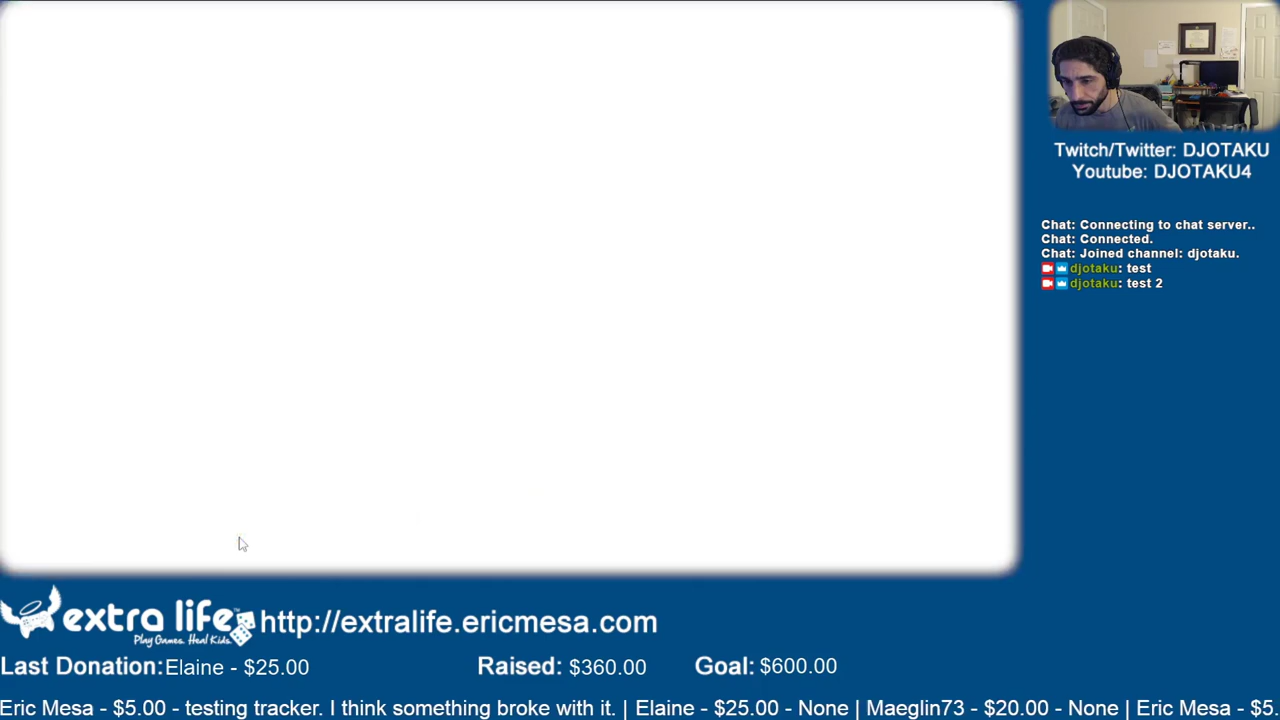 Twitch/Twitter: DJOTAKU
Youtube: DJOTAKU4
Chat: Connecting to chat server..
Chat: Connected.
Chat: Joined channel: djotaku.
djotaku: test
djotaku: test 2
extra life
Play Games. Heal Kids.
http://extralife.ericmesa.com
Last Donation: Elaine - $25.00 Raised: $360.00 Goal: $600.00
Eric Mesa - $5.00 - testing tracker. I think something broke with it. | Elaine - $25.00 - None | Maeglin73 - $20.00 - None | Eric Mesa - $5.